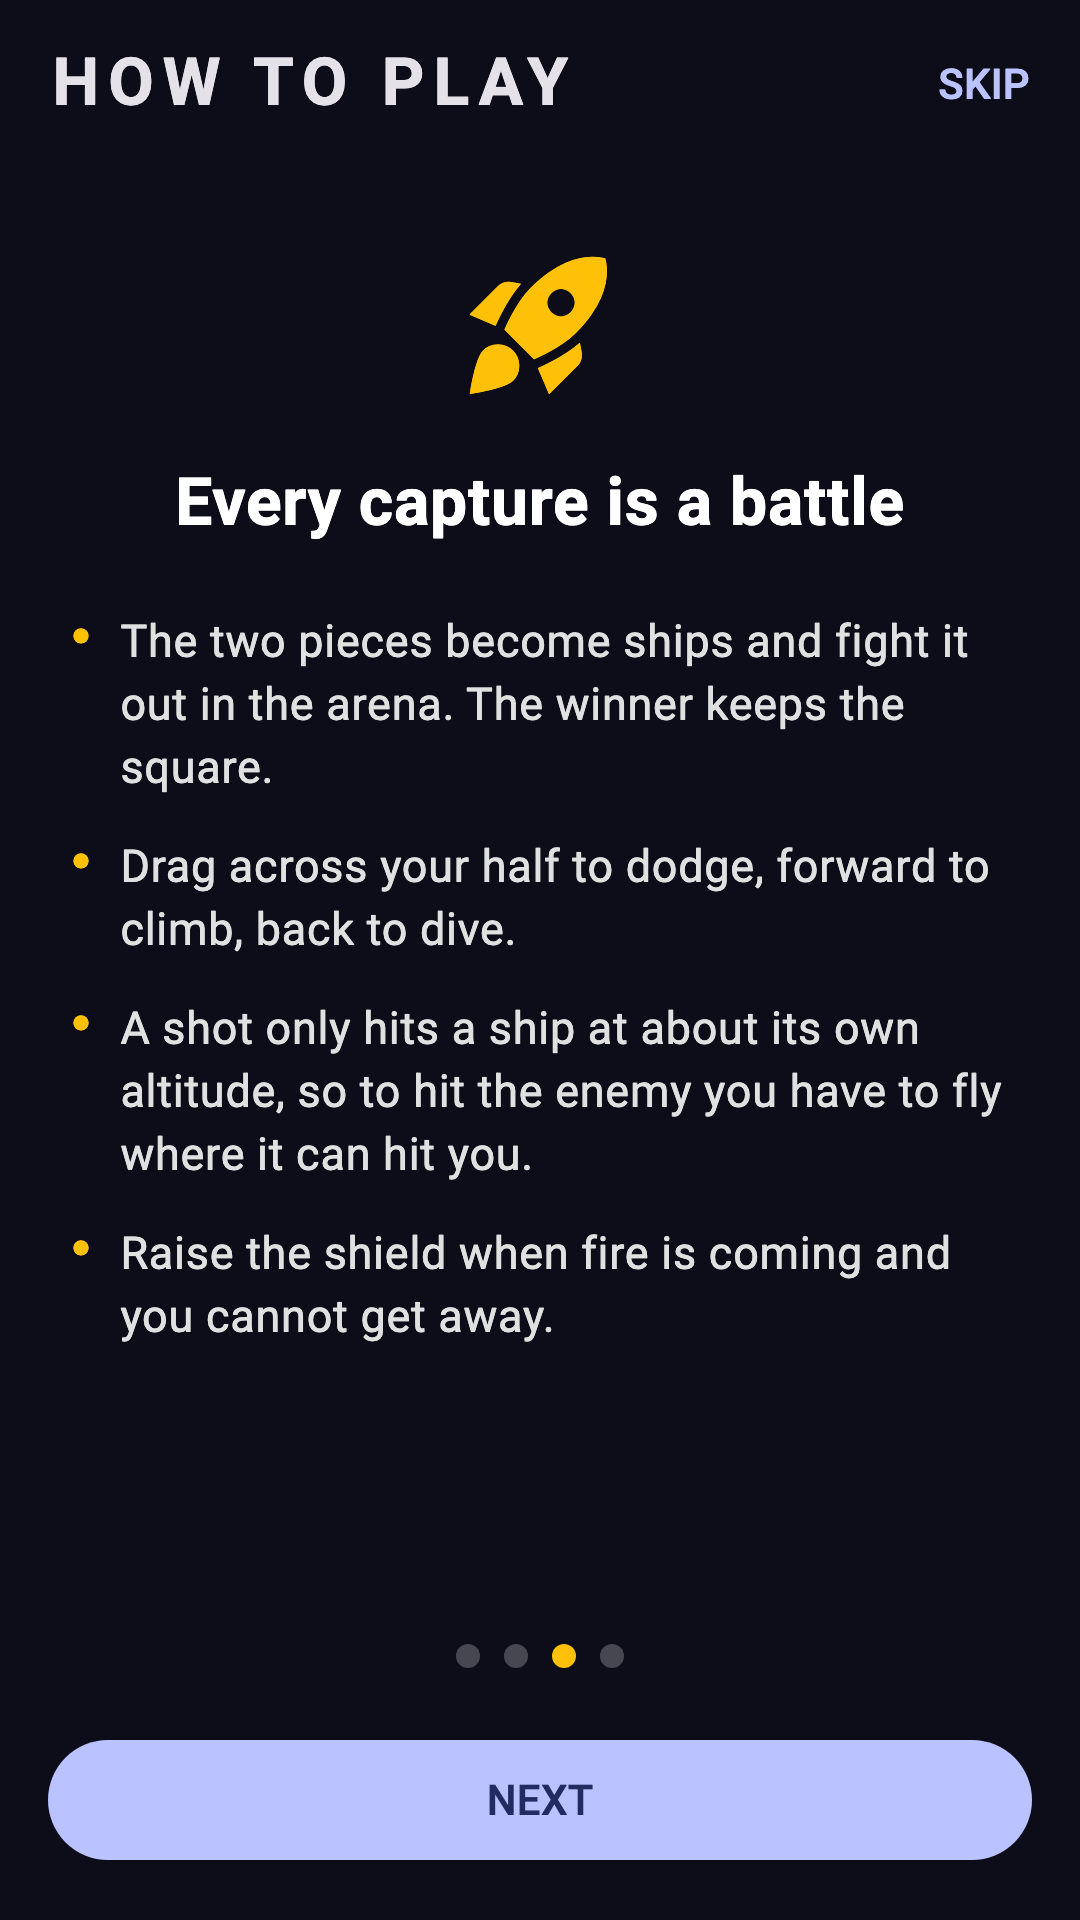 HOW TO PLAY
SKIP
Every capture is a battle
The two pieces become ships and fight it
out in the arena. The winner keeps the
square.
Drag across your half to dodge, forward to
climb, back to dive.
A shot only hits a ship at about its own
altitude, so to hit the enemy you have to fly
where it can hit you.
Raise the shield when fire is coming and
you cannot get away.
NEXT